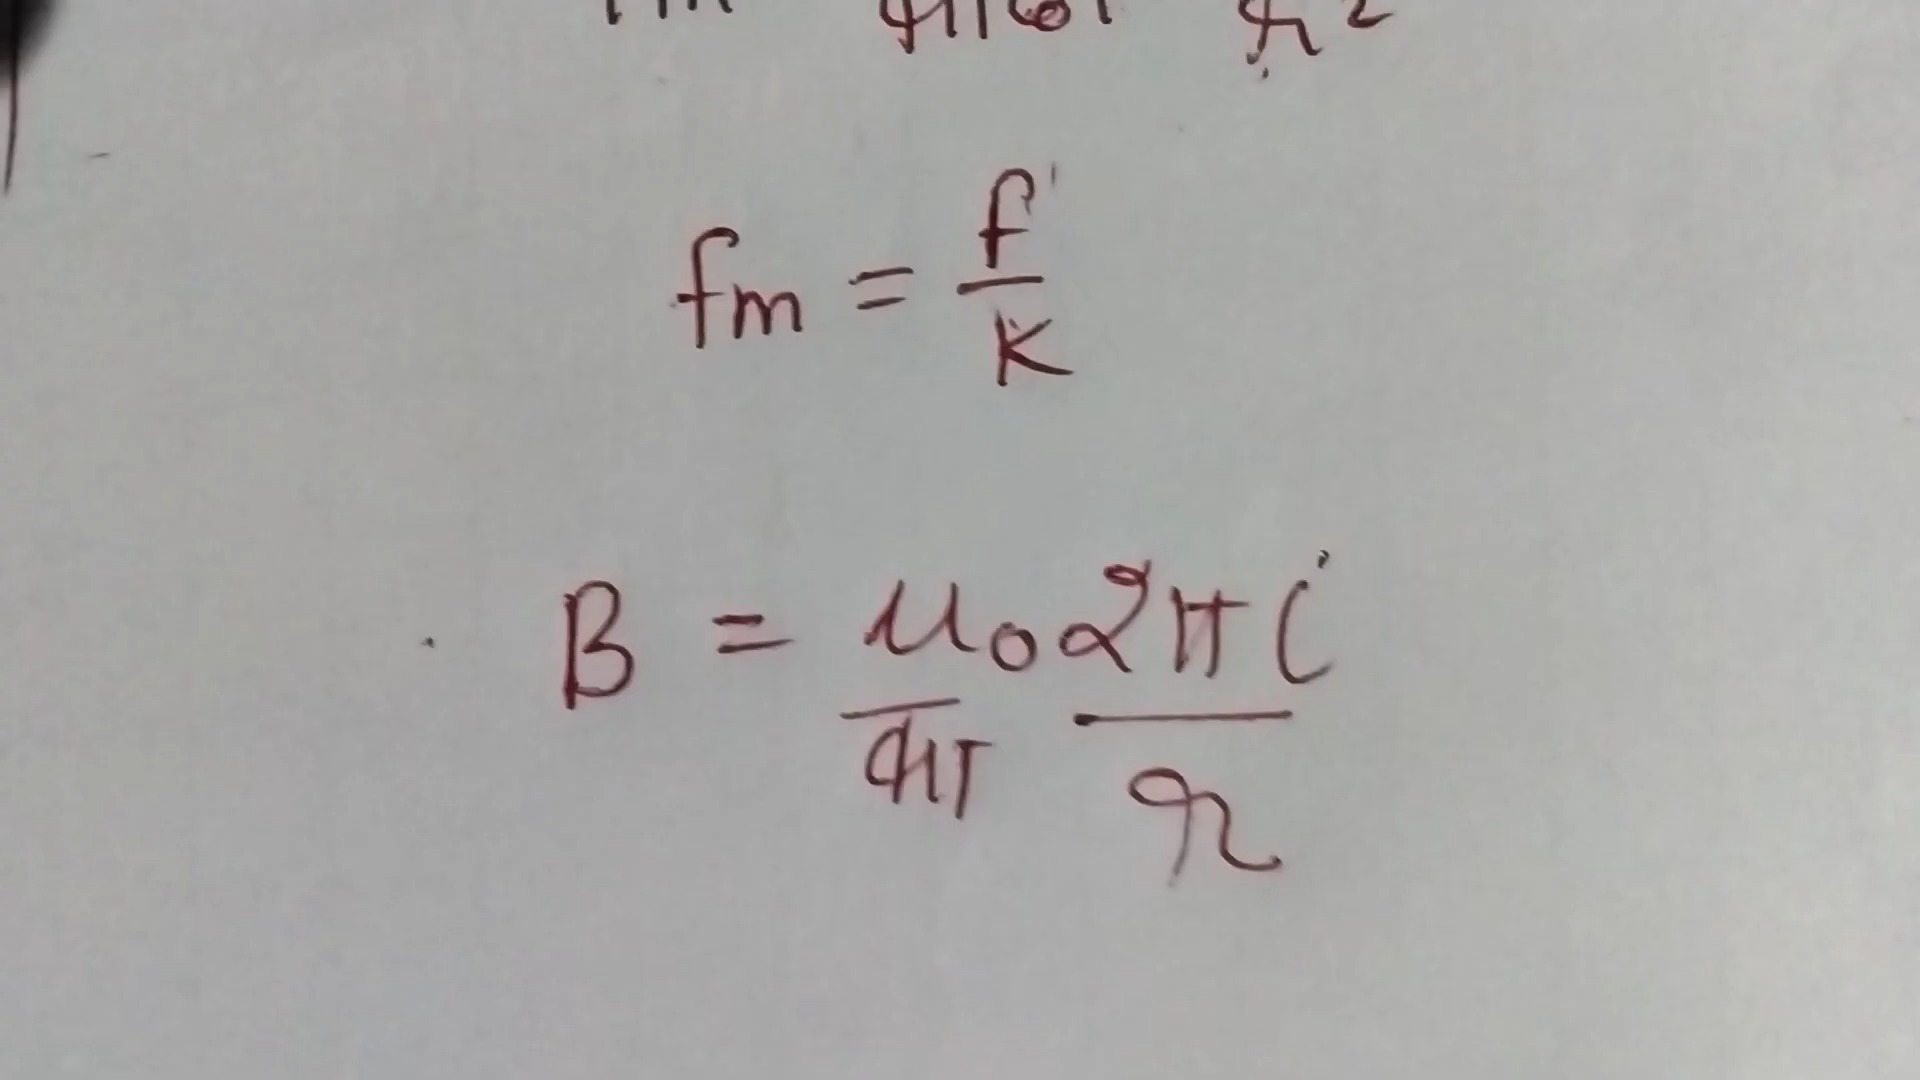 fm = f/k
B = μ0/4π 2πi/r